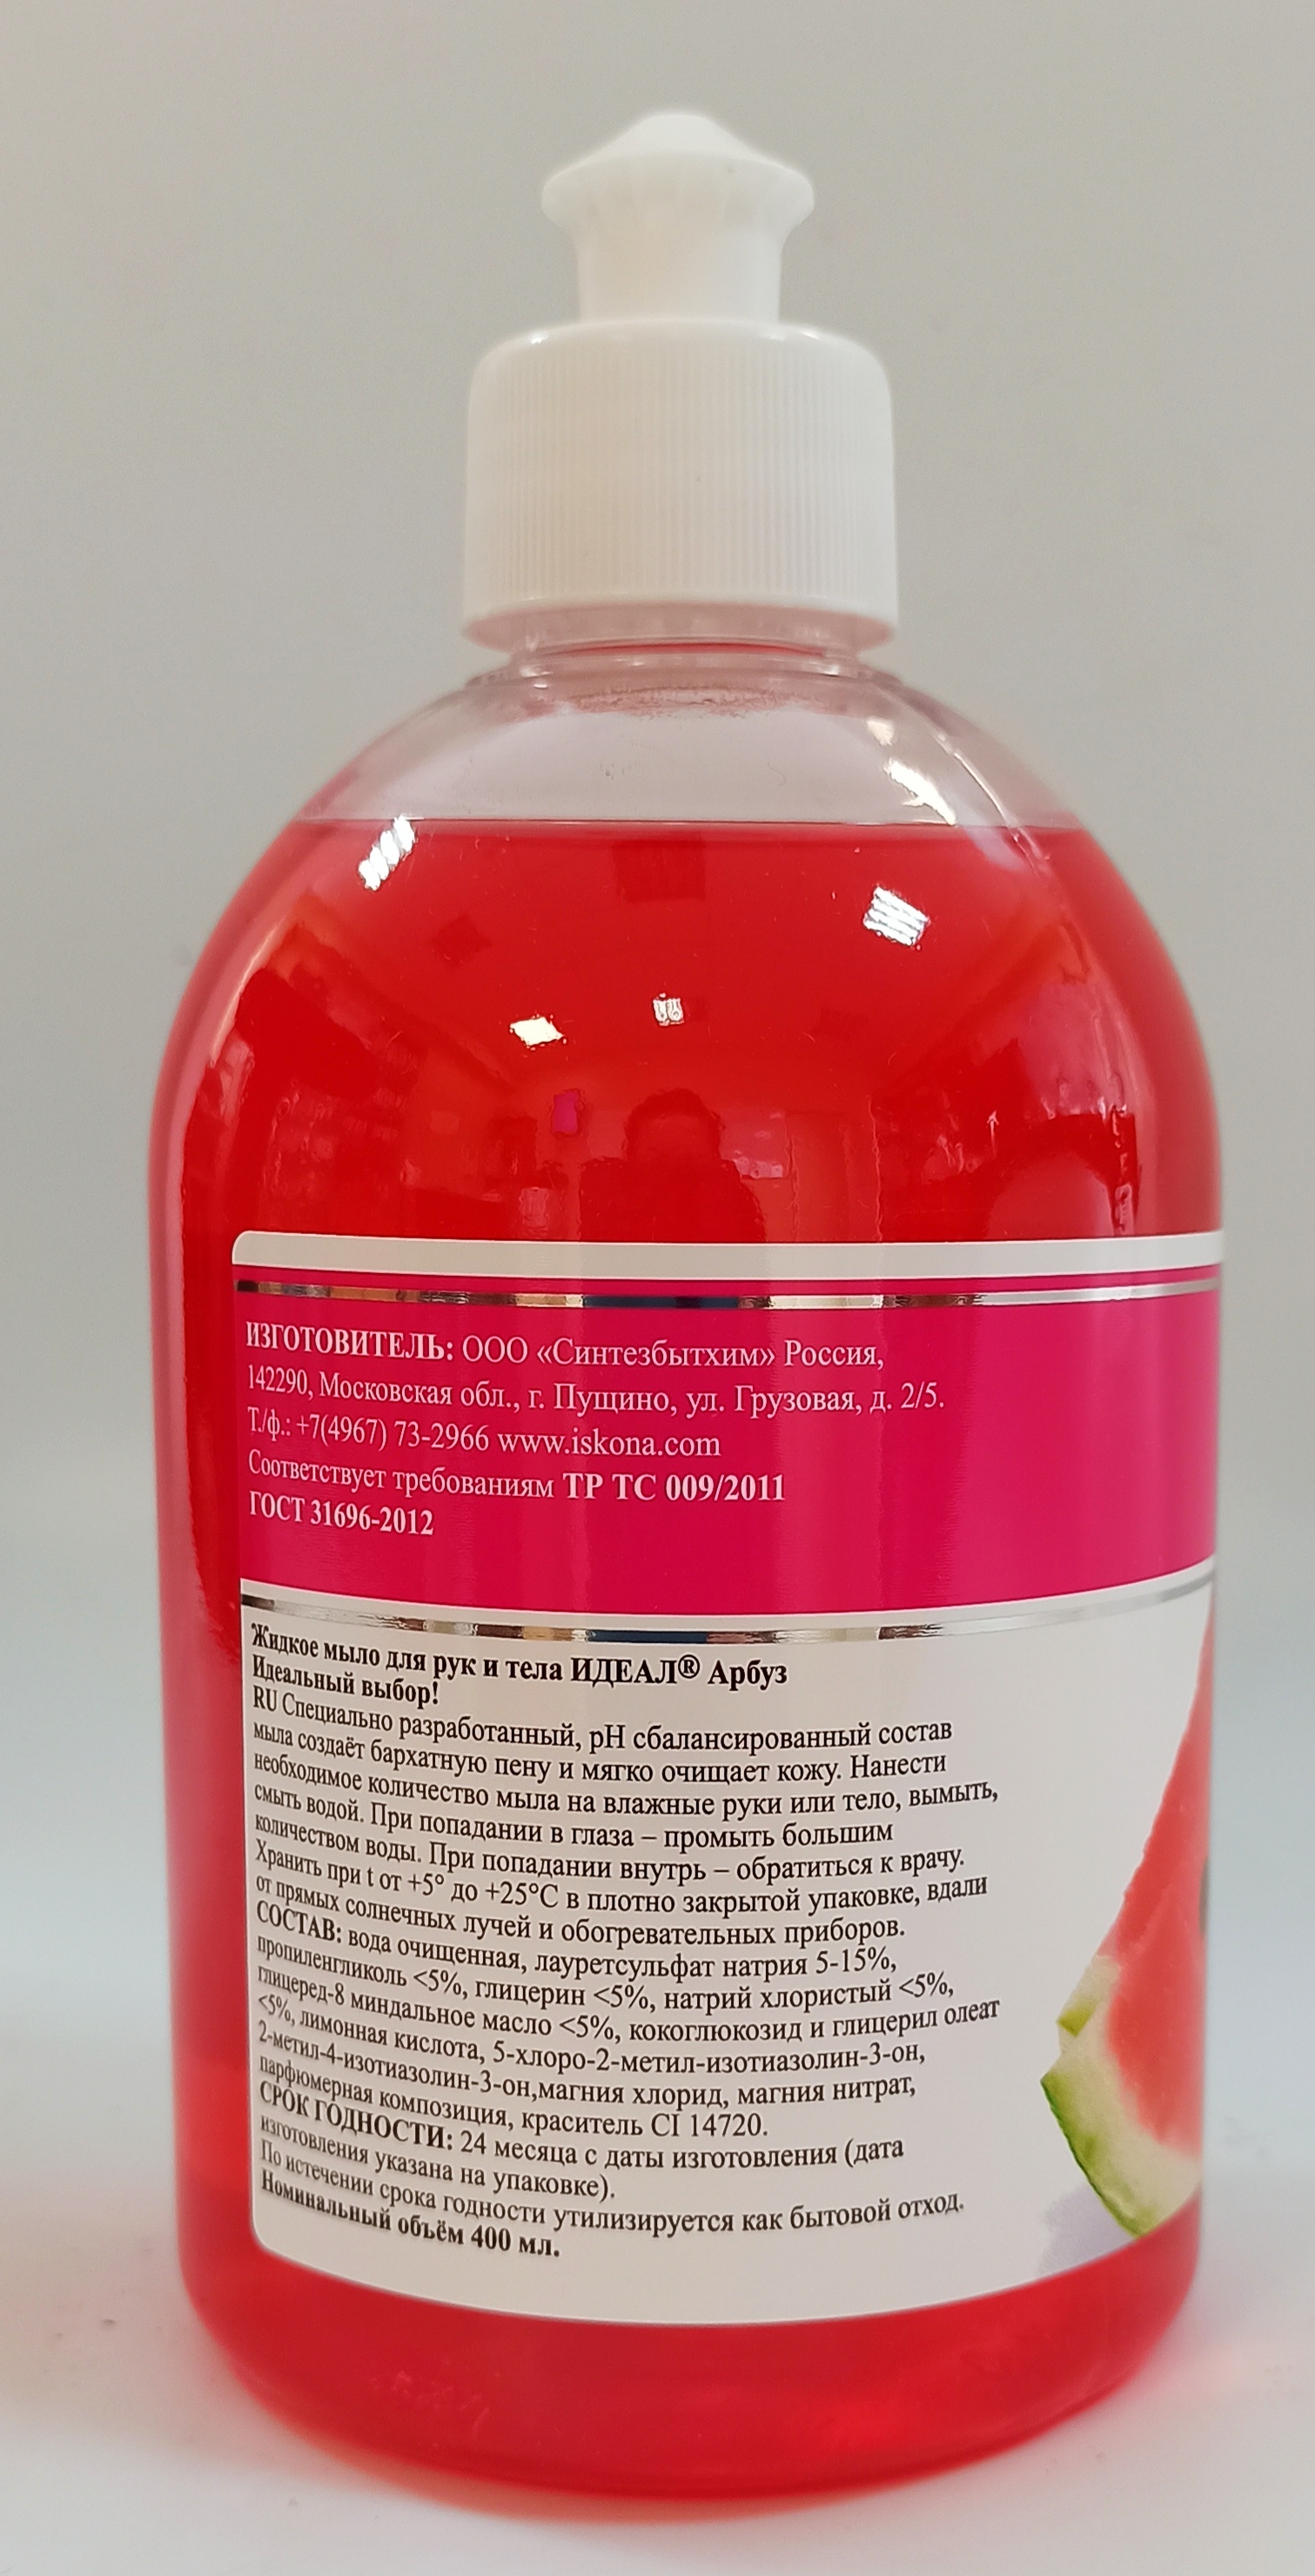 ИЗГОТОВИТЕЛЬ: ООО «Синтезбытхим» Россия,
142290, Московская обл., г. Пущино, ул. Грузовая, д. 2/5.
Т./ф.: +7(4967) 73-2966 www.iskona.com
Соответствует требованиям ТР ТС 009/2011
ГОСТ 31696-2012
Жидкое мыло для рук и тела ИДЕАЛ® Арбуз
Идеальный выбор!
RU Специально разработанный, pH сбалансированный состав
мыла создаёт бархатную пену и мягко очищает кожу. Нанести
необходимое количество мыла на влажные руки или тело, вымыть,
смыть водой. При попадании в глаза – промыть большим
количеством воды. При попадании внутрь – обратиться к врачу.
Хранить при t от +5° до +25°С в плотно закрытой упаковке, вдали
от прямых солнечных лучей и обогревательных приборов.
СОСТАВ: вода очищенная, лауретсульфат натрия 5-15%,
пропиленгликоль <5%, глицерин <5%, натрий хлористый <5%,
глицеред-8 миндальное масло <5%, кокоглюкозид и глицерил олеат
<5%, лимонная кислота, 5-хлоро-2-метил-изотиазолин-3-он,
2-метил-4-изотиазолин-3-он,магния хлорид, магния нитрат,
парфюмерная композиция, краситель CI 14720.
СРОК ГОДНОСТИ: 24 месяца с даты изготовления (дата
изготовления указана на упаковке).
По истечении срока годности утилизируется как бытовой отход.
Номинальный объём 400 мл.